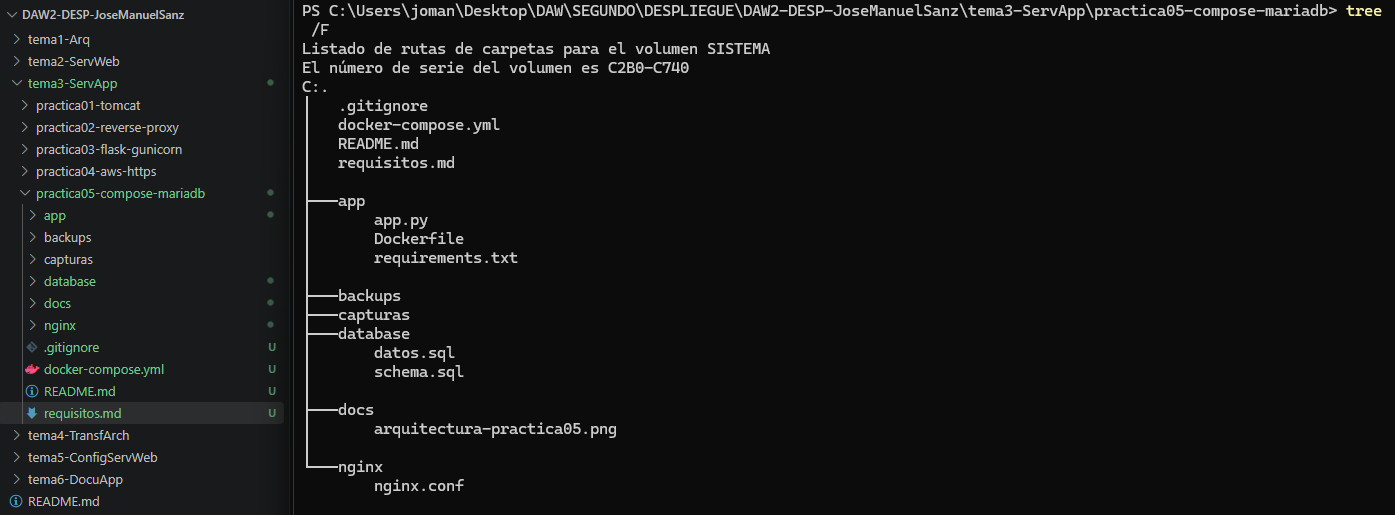 DAW2-DESP-JoseManuelSanz
tema1-Arq
tema2-ServWeb
tema3-ServApp
practica01-tomcat
practica02-reverse-proxy
practica03-flask-gunicorn
practica04-aws-https
practica05-compose-mariadb
app
backups
capturas
database
docs
nginx
.gitignore U
docker-compose.yml U
README.md U
requisitos.md U
tema4-TransfArch
tema5-ConfigServWeb
tema6-DocuApp
README.md
PS C:\Users\joman\Desktop\DAW\SEGUNDO\DESPLIEGUE\DAW2-DESP-JoseManuelSanz\tema3-ServApp\practica05-compose-mariadb> tree
/F
Listado de rutas de carpetas para el volumen SISTEMA
El número de serie del volumen es C2B0-C740
C:.
.gitignore
docker-compose.yml
README.md
requisitos.md
app
app.py
Dockerfile
requirements.txt
backups
capturas
database
datos.sql
schema.sql
docs
arquitectura-practica05.png
nginx
nginx.conf